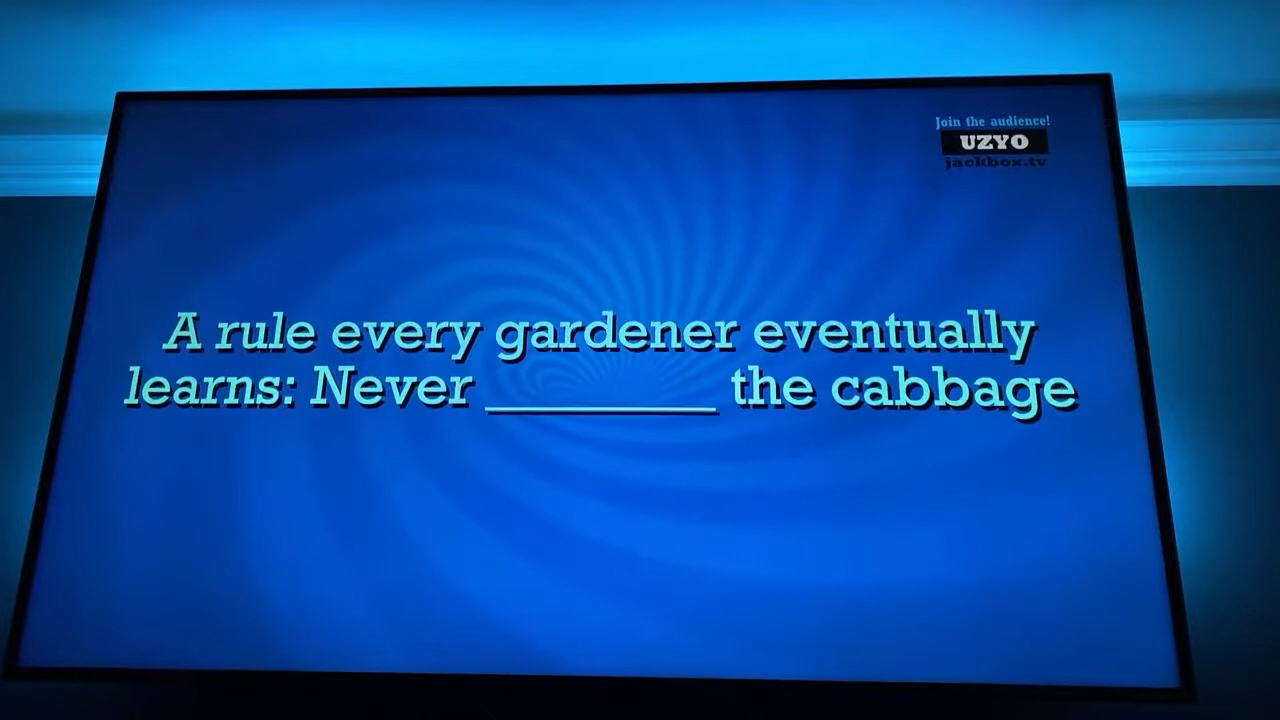 Join the audience!
UZYO
jackbox.tv
A rule every gardener eventually
learns: Never ________ the cabbage